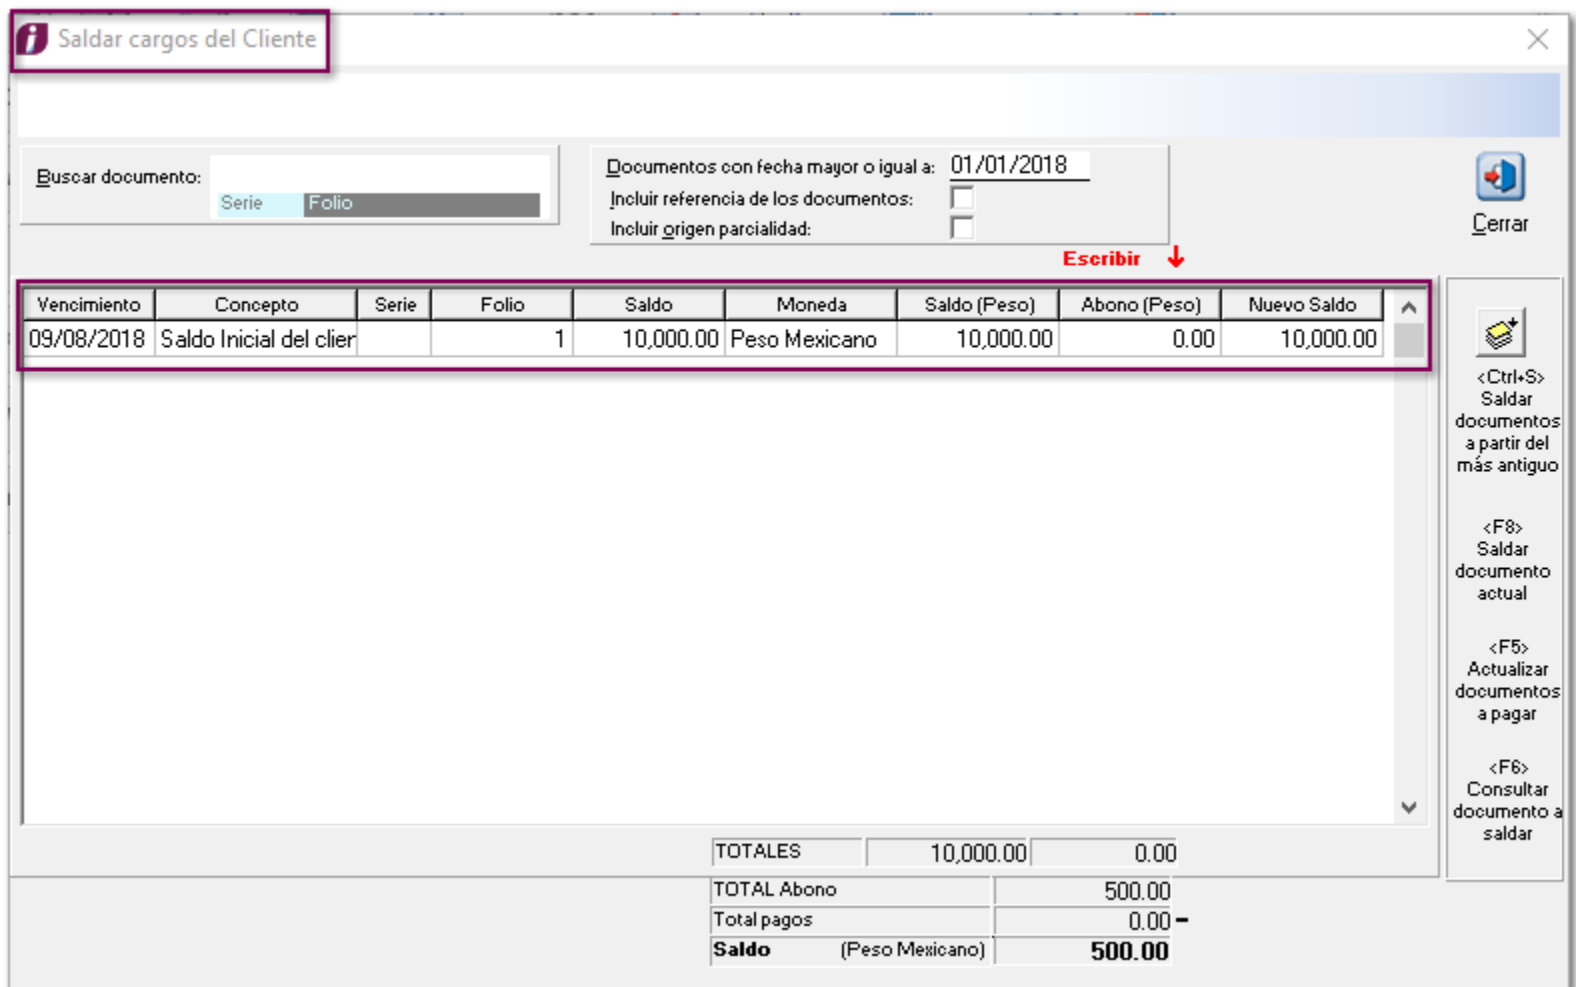 Saldar cargos del Cliente
Buscar documento:
Serie Folio
Documentos con fecha mayor o igual a: 01/01/2018
Incluir referencia de los documentos:
Incluir origen parcialidad:
Cerrar
Escribir ↓
Vencimiento Concepto Serie Folio Saldo Moneda Saldo (Peso) Abono (Peso) Nuevo Saldo
09/08/2018 Saldo Inicial del clier 1 10,000.00 Peso Mexicano 10,000.00 0.00 10,000.00
<Ctrl+S>
Saldar
documentos
a partir del
más antiguo
<F8>
Saldar
documento
actual
<F5>
Actualizar
documentos
a pagar
<F6>
Consultar
documento a
saldar
TOTALES 10,000.00 0.00
TOTAL Abono 500.00
Total pagos 0.00 -
Saldo (Peso Mexicano) 500.00